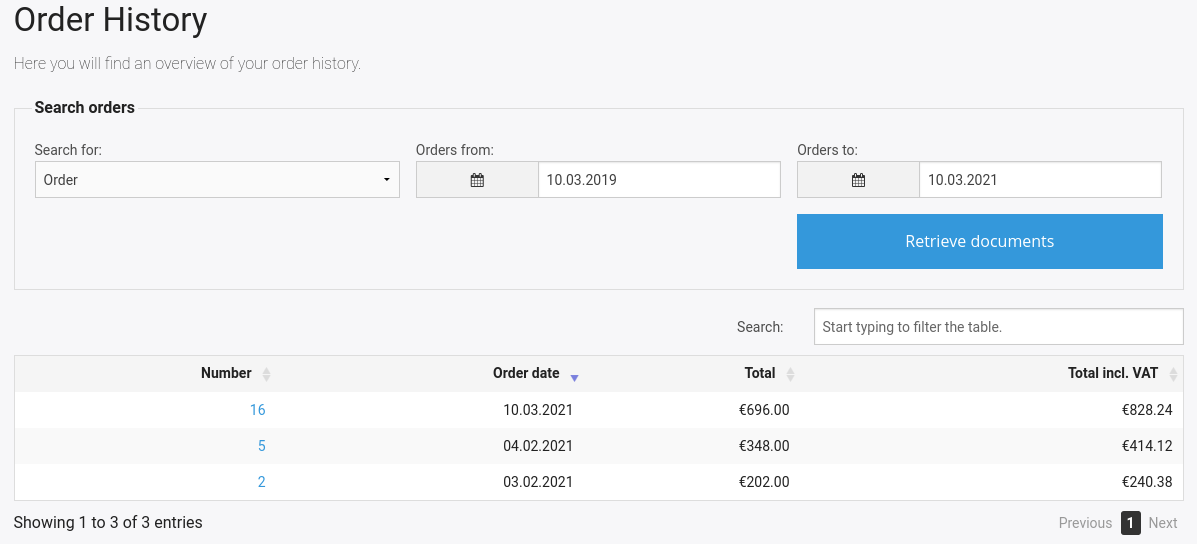 Order History
Here you will find an overview of your order history.
Search orders
Search for: Orders from: Orders to:
Order 10.03.2019 10.03.2021
Retrieve documents
Search: Start typing to filter the table.
Number Order date Total Total incl. VAT
16 10.03.2021 €696.00 €828.24
5 04.02.2021 €348.00 €414.12
2 03.02.2021 €202.00 €240.38
Showing 1 to 3 of 3 entries Previous 1 Next